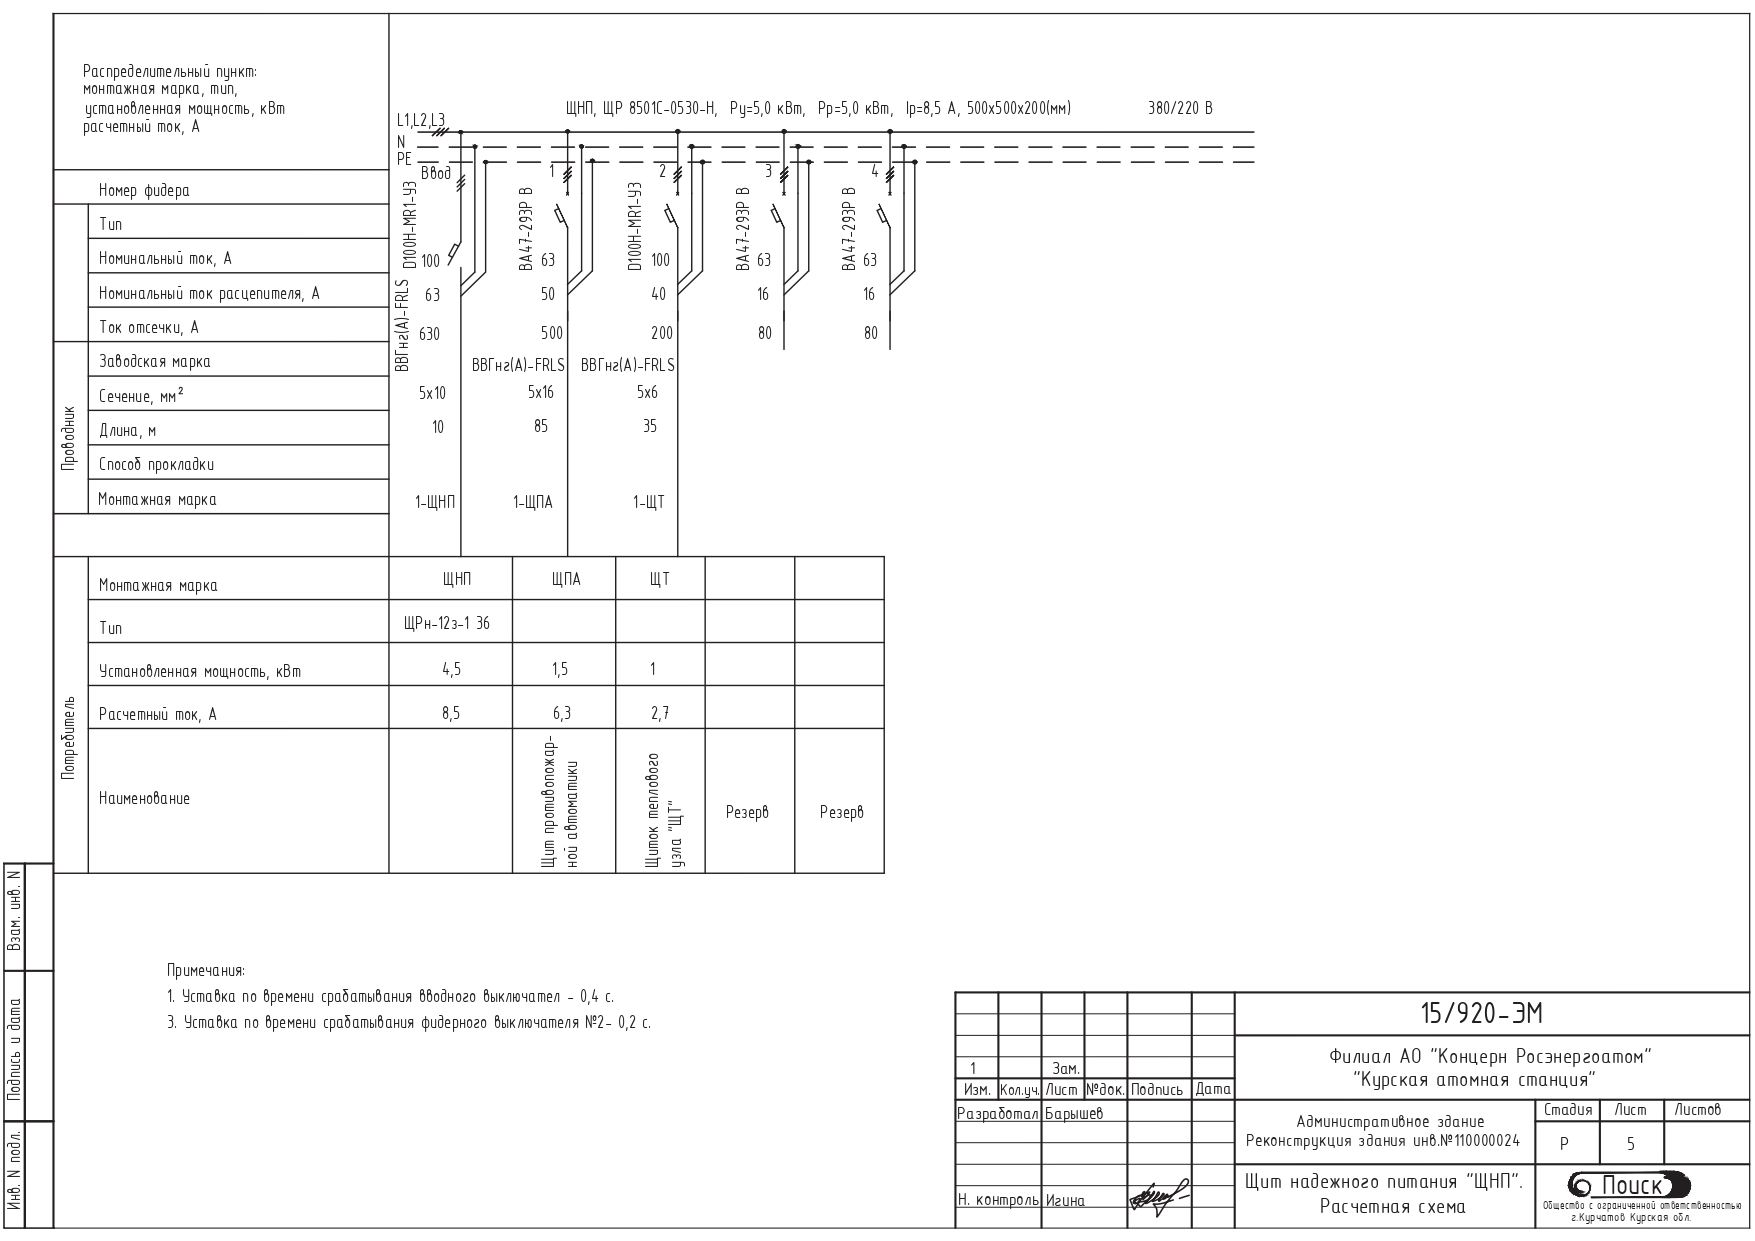 Распределительный пункт:
монтажная марка, тип,
установленная мощность, кВт
расчетный ток, А
ЩНП, ЩР 8501С-0530-Н, Ру=5,0 кВт, Рр=5,0 кВт, Iр=8,5 А, 500х500х200(мм) 380/220 В
L1,L2,L3
N
PE
Номер фидера Ввод 1 2 3 4
Тип D100H-MR1-У3 ВА47-293Р В D100H-MR1-У3 ВА47-293Р В ВА47-293Р В
Номинальный ток, А 100 63 100 63 63
Номинальный ток расцепителя, А 63 50 40 16 16
Ток отсечки, А 630 500 200 80 80
Проводник
Заводская марка ВВГнг(А)-FRLS ВВГнг(А)-FRLS ВВГнг(А)-FRLS
Сечение, мм² 5х10 5х16 5х6
Длина, м 10 85 35
Способ прокладки
Монтажная марка 1-ЩНП 1-ЩПА 1-ЩТ
Потребитель
Монтажная марка ЩНП ЩПА ЩТ
Тип ЩРн-12з-1 36
Установленная мощность, кВт 4,5 1,5 1
Расчетный ток, А 8,5 6,3 2,7
Наименование
Щит противопожар-
ной автоматики
Щиток теплового
узла "ЩТ"
Резерв Резерв
Примечания:
1. Уставка по времени срабатывания вводного выключател - 0,4 с.
3. Уставка по времени срабатывания фидерного выключателя №2- 0,2 с.
Взам. инв. N
Подпись и дата
Инв. N подл.
1 Зам.
Изм. Кол.уч. Лист №док. Подпись Дата
Разработал Барышев
Н. контроль Игина
15/920-ЭМ
Филиал АО "Концерн Росэнергоатом"
"Курская атомная станция"
Административное здание
Реконструкция здания инв.№110000024
Стадия Лист Листов
Р 5
Щит надежного питания "ЩНП".
Расчетная схема
Поиск
Общество с ограниченной ответственностью
г.Курчатов Курская обл.